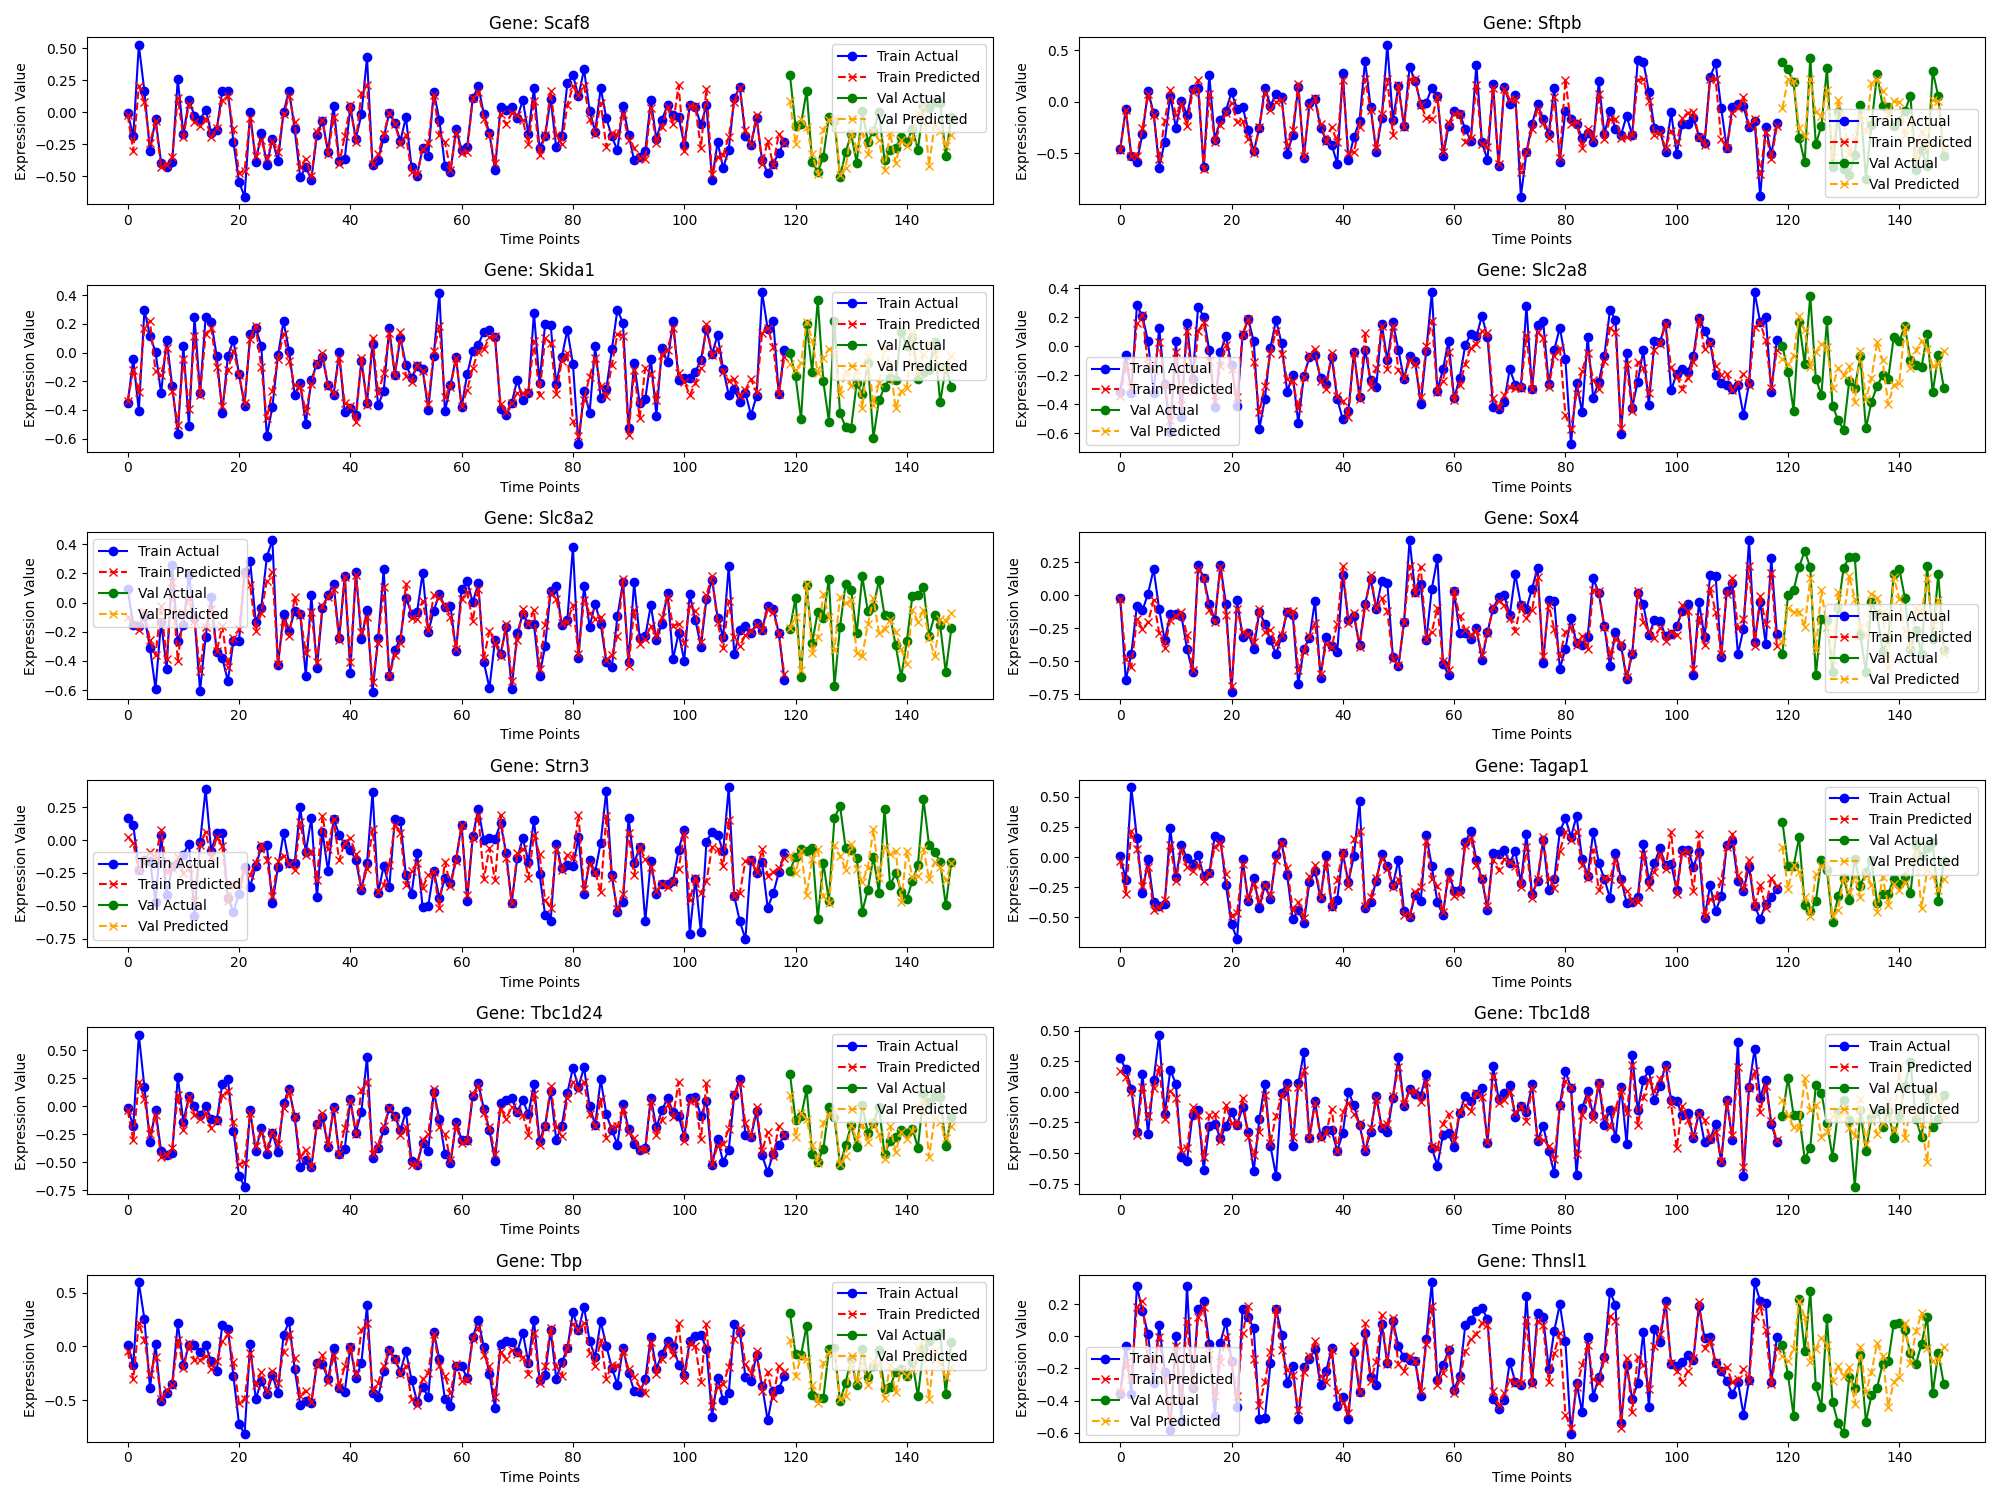 Gene: Scaf8
Expression Value
0.50
0.25
0.00
−0.25
−0.50
Train Actual
Train Predicted
Val Actual
Val Predicted
0 20 40 60 80 100 120 140
Time Points
Gene: Sftpb
Expression Value
0.5
0.0
−0.5
Train Actual
Train Predicted
Val Actual
Val Predicted
0 20 40 60 80 100 120 140
Time Points
Gene: Skida1
Expression Value
0.4
0.2
0.0
−0.2
−0.4
−0.6
Train Actual
Train Predicted
Val Actual
Val Predicted
0 20 40 60 80 100 120 140
Time Points
Gene: Slc2a8
Expression Value
0.4
0.2
0.0
−0.2
−0.4
−0.6
Train Actual
Train Predicted
Val Actual
Val Predicted
0 20 40 60 80 100 120 140
Time Points
Gene: Slc8a2
Expression Value
0.4
0.2
0.0
−0.2
−0.4
−0.6
Train Actual
Train Predicted
Val Actual
Val Predicted
0 20 40 60 80 100 120 140
Time Points
Gene: Sox4
Expression Value
0.25
0.00
−0.25
−0.50
−0.75
Train Actual
Train Predicted
Val Actual
Val Predicted
0 20 40 60 80 100 120 140
Time Points
Gene: Strn3
Expression Value
0.25
0.00
−0.25
−0.50
−0.75
Train Actual
Train Predicted
Val Actual
Val Predicted
0 20 40 60 80 100 120 140
Time Points
Gene: Tagap1
Expression Value
0.50
0.25
0.00
−0.25
−0.50
Train Actual
Train Predicted
Val Actual
Val Predicted
0 20 40 60 80 100 120 140
Time Points
Gene: Tbc1d24
Expression Value
0.50
0.25
0.00
−0.25
−0.50
−0.75
Train Actual
Train Predicted
Val Actual
Val Predicted
0 20 40 60 80 100 120 140
Time Points
Gene: Tbc1d8
Expression Value
0.50
0.25
0.00
−0.25
−0.50
−0.75
Train Actual
Train Predicted
Val Actual
Val Predicted
0 20 40 60 80 100 120 140
Time Points
Gene: Tbp
Expression Value
0.5
0.0
−0.5
Train Actual
Train Predicted
Val Actual
Val Predicted
0 20 40 60 80 100 120 140
Time Points
Gene: Thnsl1
Expression Value
0.2
0.0
−0.2
−0.4
−0.6
Train Actual
Train Predicted
Val Actual
Val Predicted
0 20 40 60 80 100 120 140
Time Points